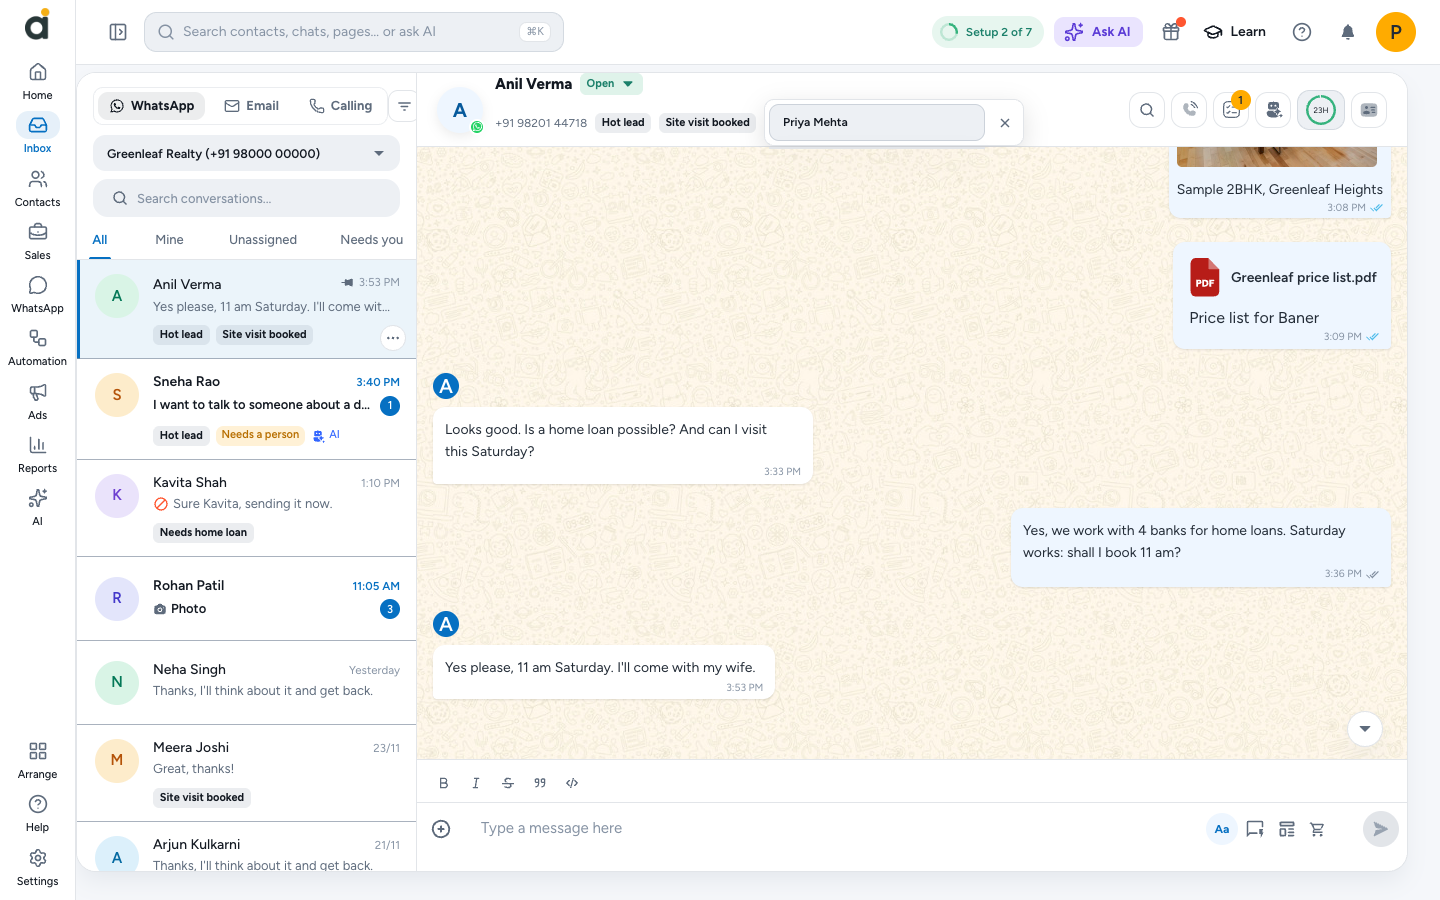 Search contacts, chats, pages... or ask AI
⌘K
Setup 2 of 7
Ask AI
Learn
P
Home
Inbox
Contacts
Sales
WhatsApp
Automation
Ads
Reports
AI
Arrange
Help
Settings
WhatsApp
Email
Calling
Greenleaf Realty (+91 98000 00000)
Search conversations...
All
Mine
Unassigned
Needs you
A
Anil Verma
3:53 PM
Yes please, 11 am Saturday. I'll come wit...
Hot lead
Site visit booked
S
Sneha Rao
3:40 PM
I want to talk to someone about a d...
1
Hot lead
Needs a person
AI
K
Kavita Shah
1:10 PM
Sure Kavita, sending it now.
Needs home loan
R
Rohan Patil
11:05 AM
Photo
3
N
Neha Singh
Yesterday
Thanks, I'll think about it and get back.
M
Meera Joshi
23/11
Great, thanks!
Site visit booked
A
Arjun Kulkarni
21/11
Thanks, I'll think about it and get back.
A
Anil Verma
Open
+91 98201 44718
Hot lead
Site visit booked
Priya Mehta
1
23H
Sample 2BHK, Greenleaf Heights
3:08 PM
PDF
Greenleaf price list.pdf
Price list for Baner
3:09 PM
A
Looks good. Is a home loan possible? And can I visit
this Saturday?
3:33 PM
Yes, we work with 4 banks for home loans. Saturday
works: shall I book 11 am?
3:36 PM
A
Yes please, 11 am Saturday. I'll come with my wife.
3:53 PM
B
I
S
Type a message here
Aa